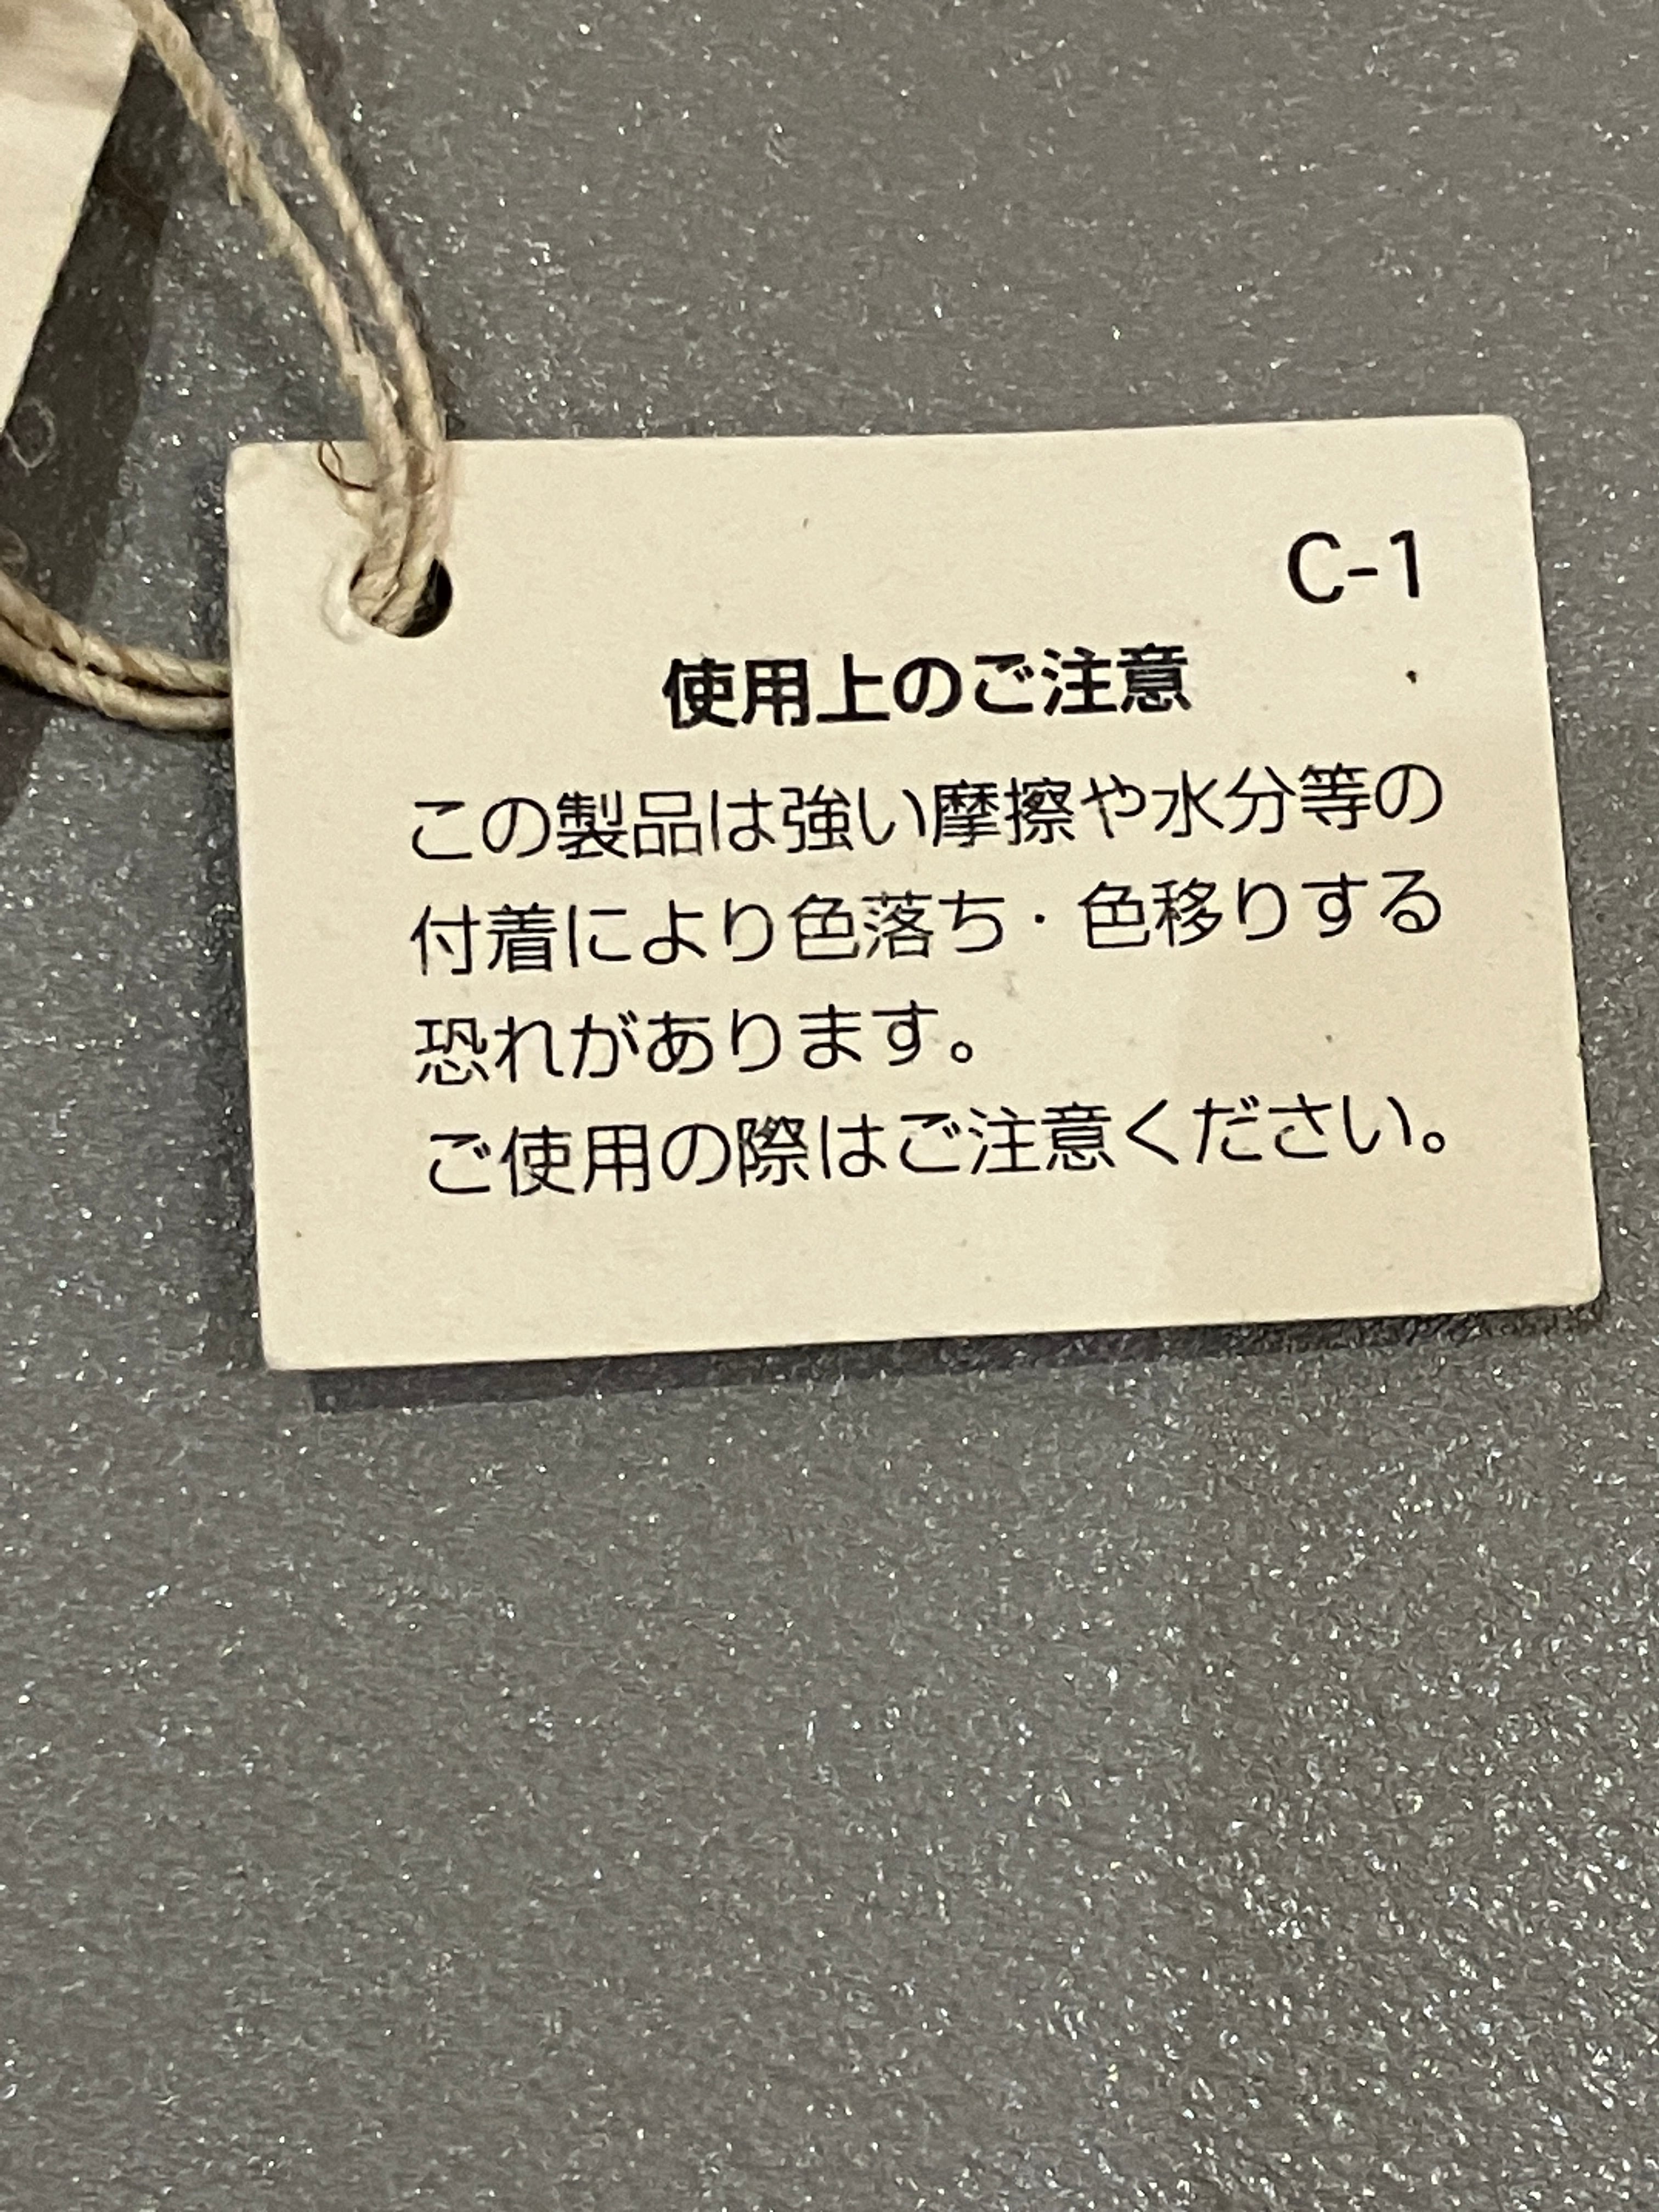 C-1
使用上のご注意
この製品は強い摩擦や水分等の
付着により色落ち・色移りする
恐れがあります。
ご使用の際はご注意ください。